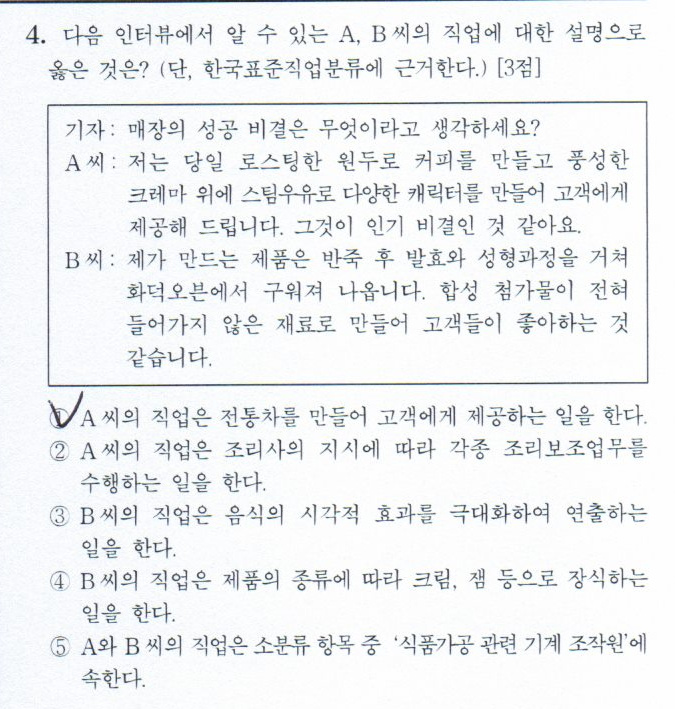 4. 다음 인터뷰에서 알 수 있는 A, B 씨의 직업에 대한 설명으로
옳은 것은? (단, 한국표준직업분류에 근거한다.) [3점]
기자 : 매장의 성공 비결은 무엇이라고 생각하세요?
A 씨 : 저는 당일 로스팅한 원두로 커피를 만들고 풍성한
크레마 위에 스팀우유로 다양한 캐릭터를 만들어 고객에게
제공해 드립니다. 그것이 인기 비결인 것 같아요.
B 씨 : 제가 만드는 제품은 반죽 후 발효와 성형과정을 거쳐
화덕오븐에서 구워져 나옵니다. 합성 첨가물이 전혀
들어가지 않은 재료로 만들어 고객들이 좋아하는 것
같습니다.
① A 씨의 직업은 전통차를 만들어 고객에게 제공하는 일을 한다.
② A 씨의 직업은 조리사의 지시에 따라 각종 조리보조업무를
수행하는 일을 한다.
③ B 씨의 직업은 음식의 시각적 효과를 극대화하여 연출하는
일을 한다.
④ B 씨의 직업은 제품의 종류에 따라 크림, 잼 등으로 장식하는
일을 한다.
⑤ A와 B 씨의 직업은 소분류 항목 중 ‘식품가공 관련 기계 조작원’에
속한다.